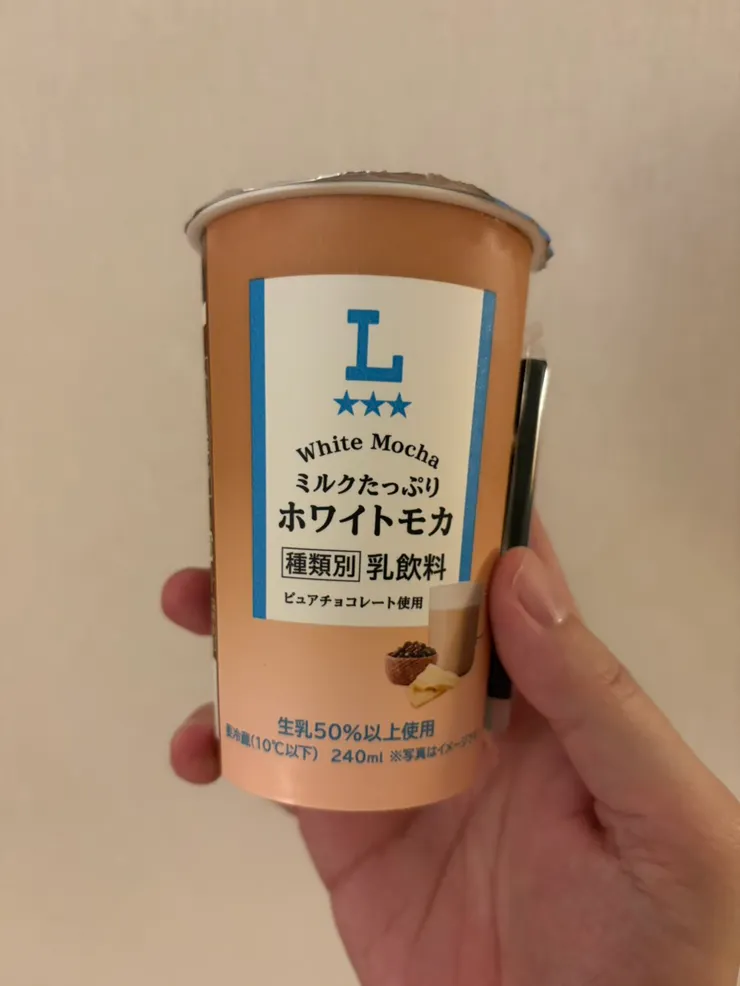 L
★★★
White Mocha
ミルクたっぷり
ホワイトモカ
種類別 乳飲料
ピュアチョコレート使用
生乳50%以上使用
要冷蔵(10℃以下) 240ml ※写真はイメージです